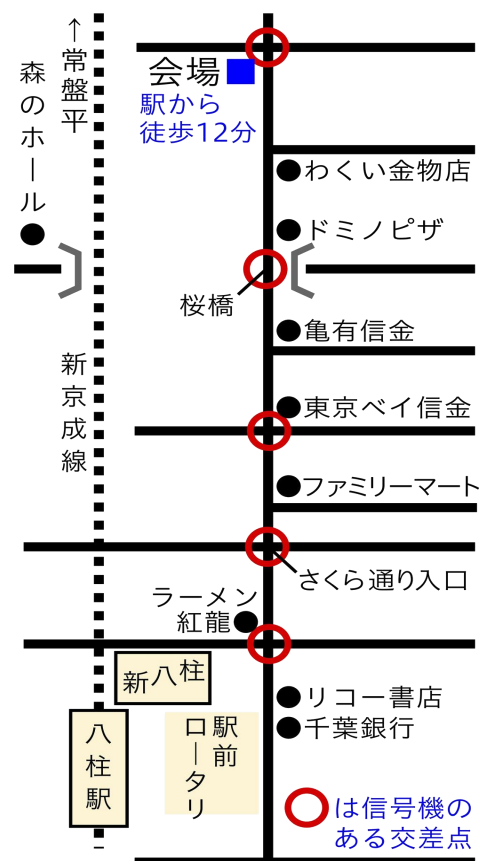 ←常盤平
森のホール
会場
駅から
徒歩12分
わくい金物店
ドミノピザ
桜橋
亀有信金
新京成線
東京ベイ信金
ファミリーマート
さくら通り入口
ラーメン
紅龍
新八柱
八柱駅
駅前
ロータリ
リコー書店
千葉銀行
は信号機の
ある交差点